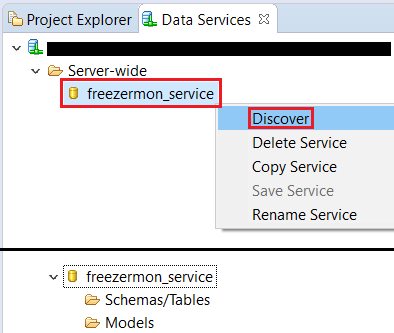 Project Explorer Data Services
Server-wide
freezermon_service
Discover
Delete Service
Copy Service
Save Service
Rename Service
freezermon_service
Schemas/Tables
Models